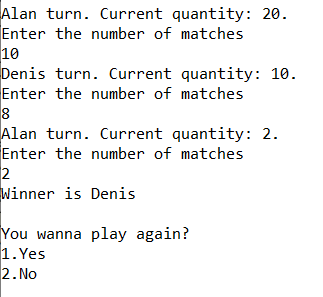 Alan turn. Current quantity: 20.
Enter the number of matches
10
Denis turn. Current quantity: 10.
Enter the number of matches
8
Alan turn. Current quantity: 2.
Enter the number of matches
2
Winner is Denis
You wanna play again?
1.Yes
2.No